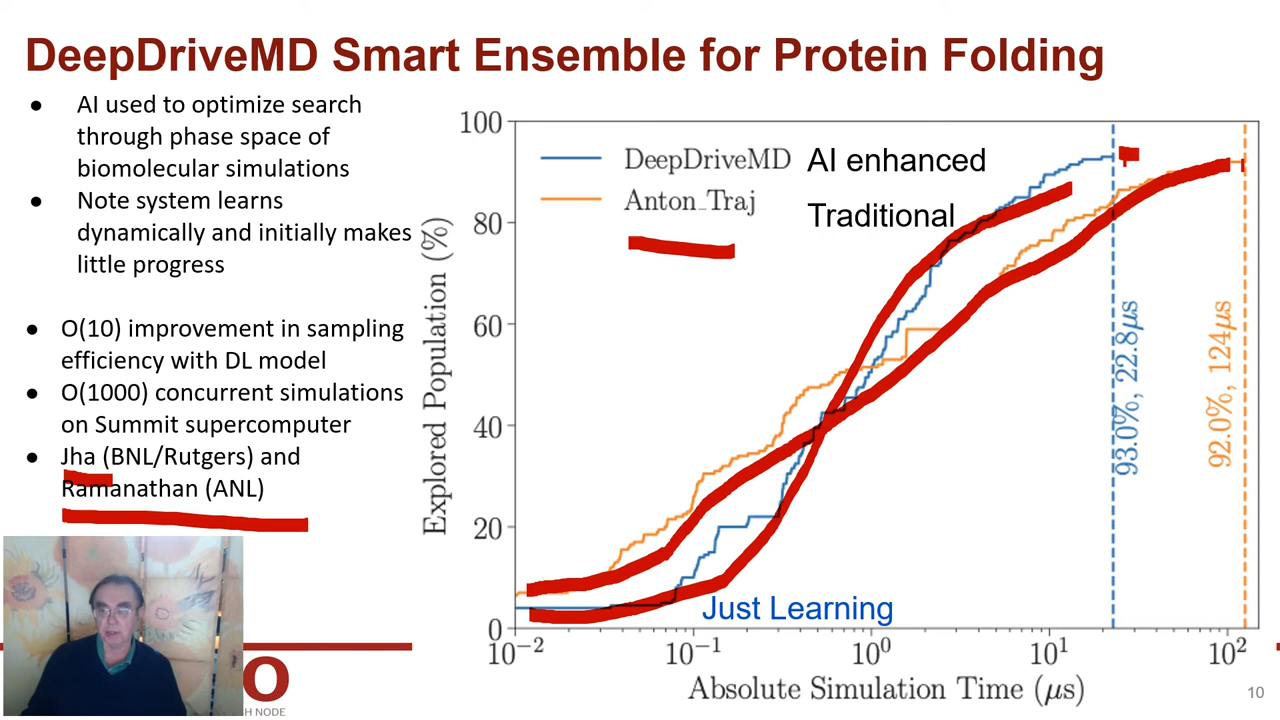 DeepDriveMD Smart Ensemble for Protein Folding
● AI used to optimize search
through phase space of
biomolecular simulations
● Note system learns
dynamically and initially makes
little progress
● O(10) improvement in sampling
efficiency with DL model
● O(1000) concurrent simulations
on Summit supercomputer
● Jha (BNL/Rutgers) and
Ramanathan (ANL)
Explored Population (%)
100
80
60
40
20
0
DeepDriveMD AI enhanced
Anton_Traj Traditional
93.0%, 22.8μs
92.0%, 124μs
Just Learning
10⁻² 10⁻¹ 10⁰ 10¹ 10²
Absolute Simulation Time (μs)
10